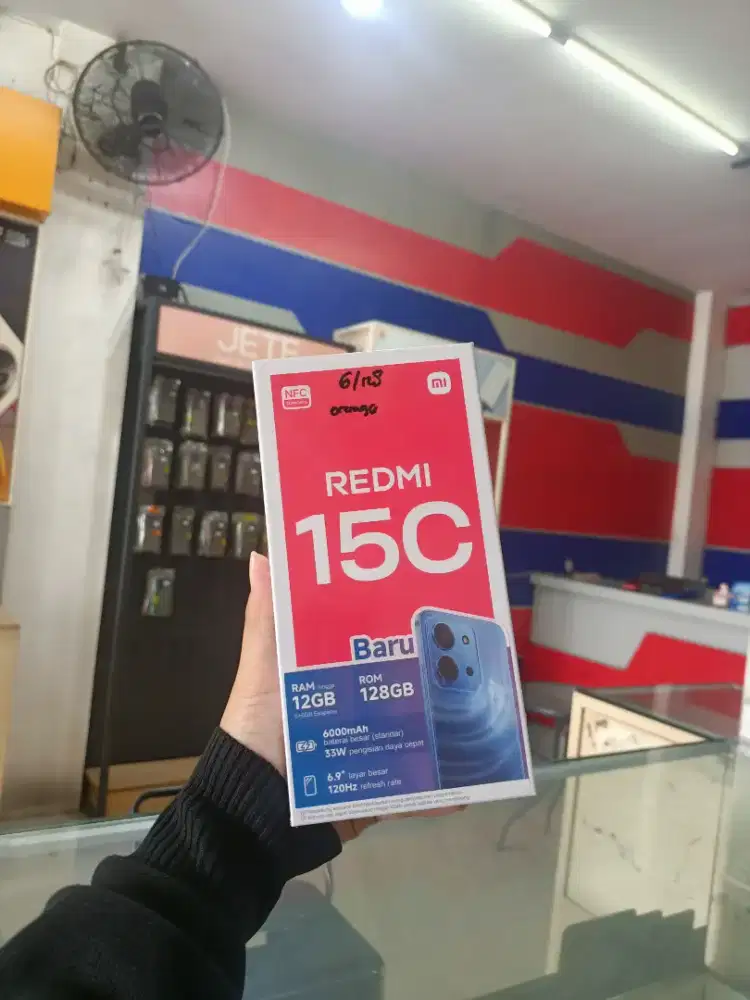 JETE
6/128
orange
NFC
REDMI
15C
Baru
RAM
12GB
ROM
128GB
6000mAh
baterai besar (standar)
33W pengisian daya cepat
6.9" layar besar
120Hz refresh rate